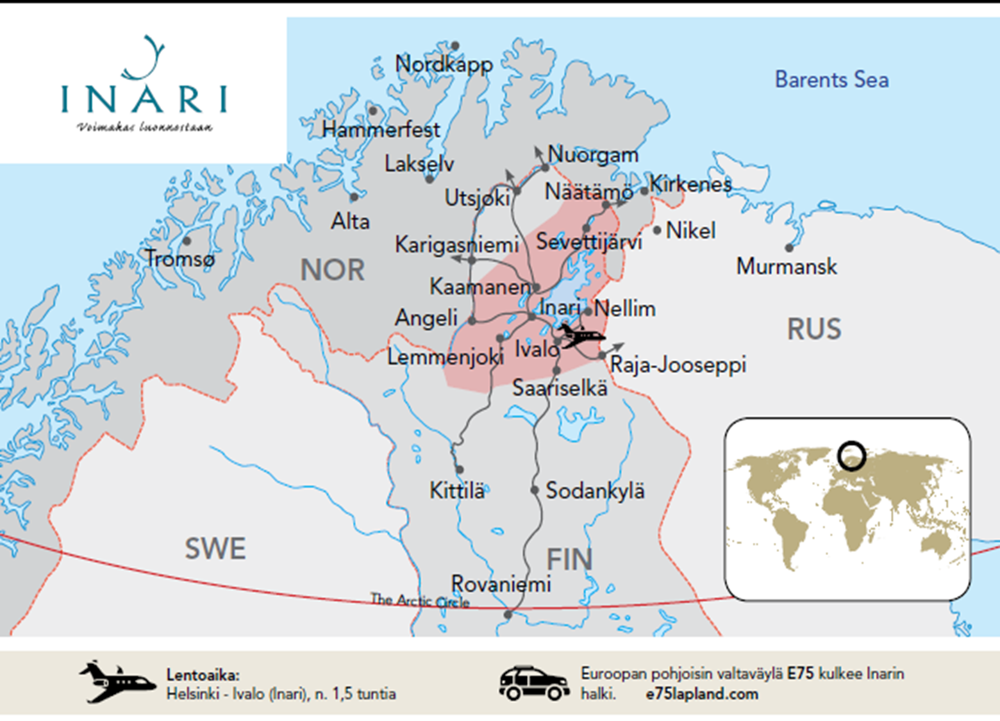 INARI
Voimakas luonnostaan
Nordkapp
Barents Sea
Hammerfest
Nuorgam
Lakselv
Kirkenes
Utsjoki
Näätämö
Alta
Nikel
Karigasniemi
Sevettijärvi
Tromsø
NOR
Murmansk
Kaamanen
Inari
Nellim
Angeli
RUS
Ivalo
Lemmenjoki
Raja-Jooseppi
Saariselkä
Kittilä
Sodankylä
SWE
FIN
Rovaniemi
The Arctic Circle
Lentoaika:
Helsinki - Ivalo (Inari), n. 1,5 tuntia
Euroopan pohjoisin valtaväylä E75 kulkee Inarin
halki. e75lapland.com